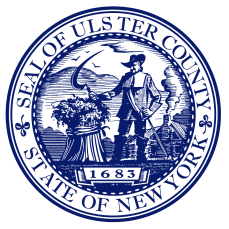 SEAL OF ULSTER COUNTY
STATE OF NEW YORK
1683